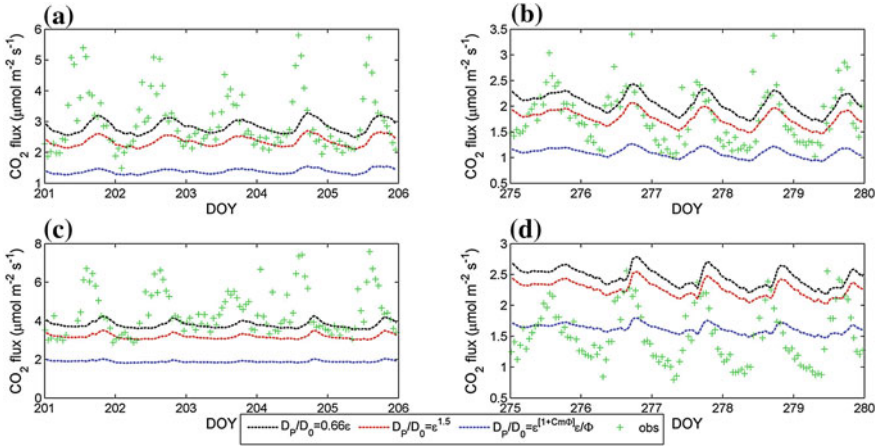 (a)
CO2 flux (μmol m-2 s-1)
6
5
4
3
2
1
201 202 203 204 205 206
DOY
(b)
CO2 flux (μmol m-2 s-1)
3.5
3
2.5
2
1.5
1
0.5
275 276 277 278 279 280
DOY
(c)
CO2 flux (μmol m-2 s-1)
8
6
4
2
0
201 202 203 204 205 206
DOY
(d)
CO2 flux (μmol m-2 s-1)
3
2.5
2
1.5
1
0.5
275 276 277 278 279 280
DOY
DP/D0=0.66ε DP/D0=ε1.5 DP/D0=ε[1+CmΦ]ε/Φ obs